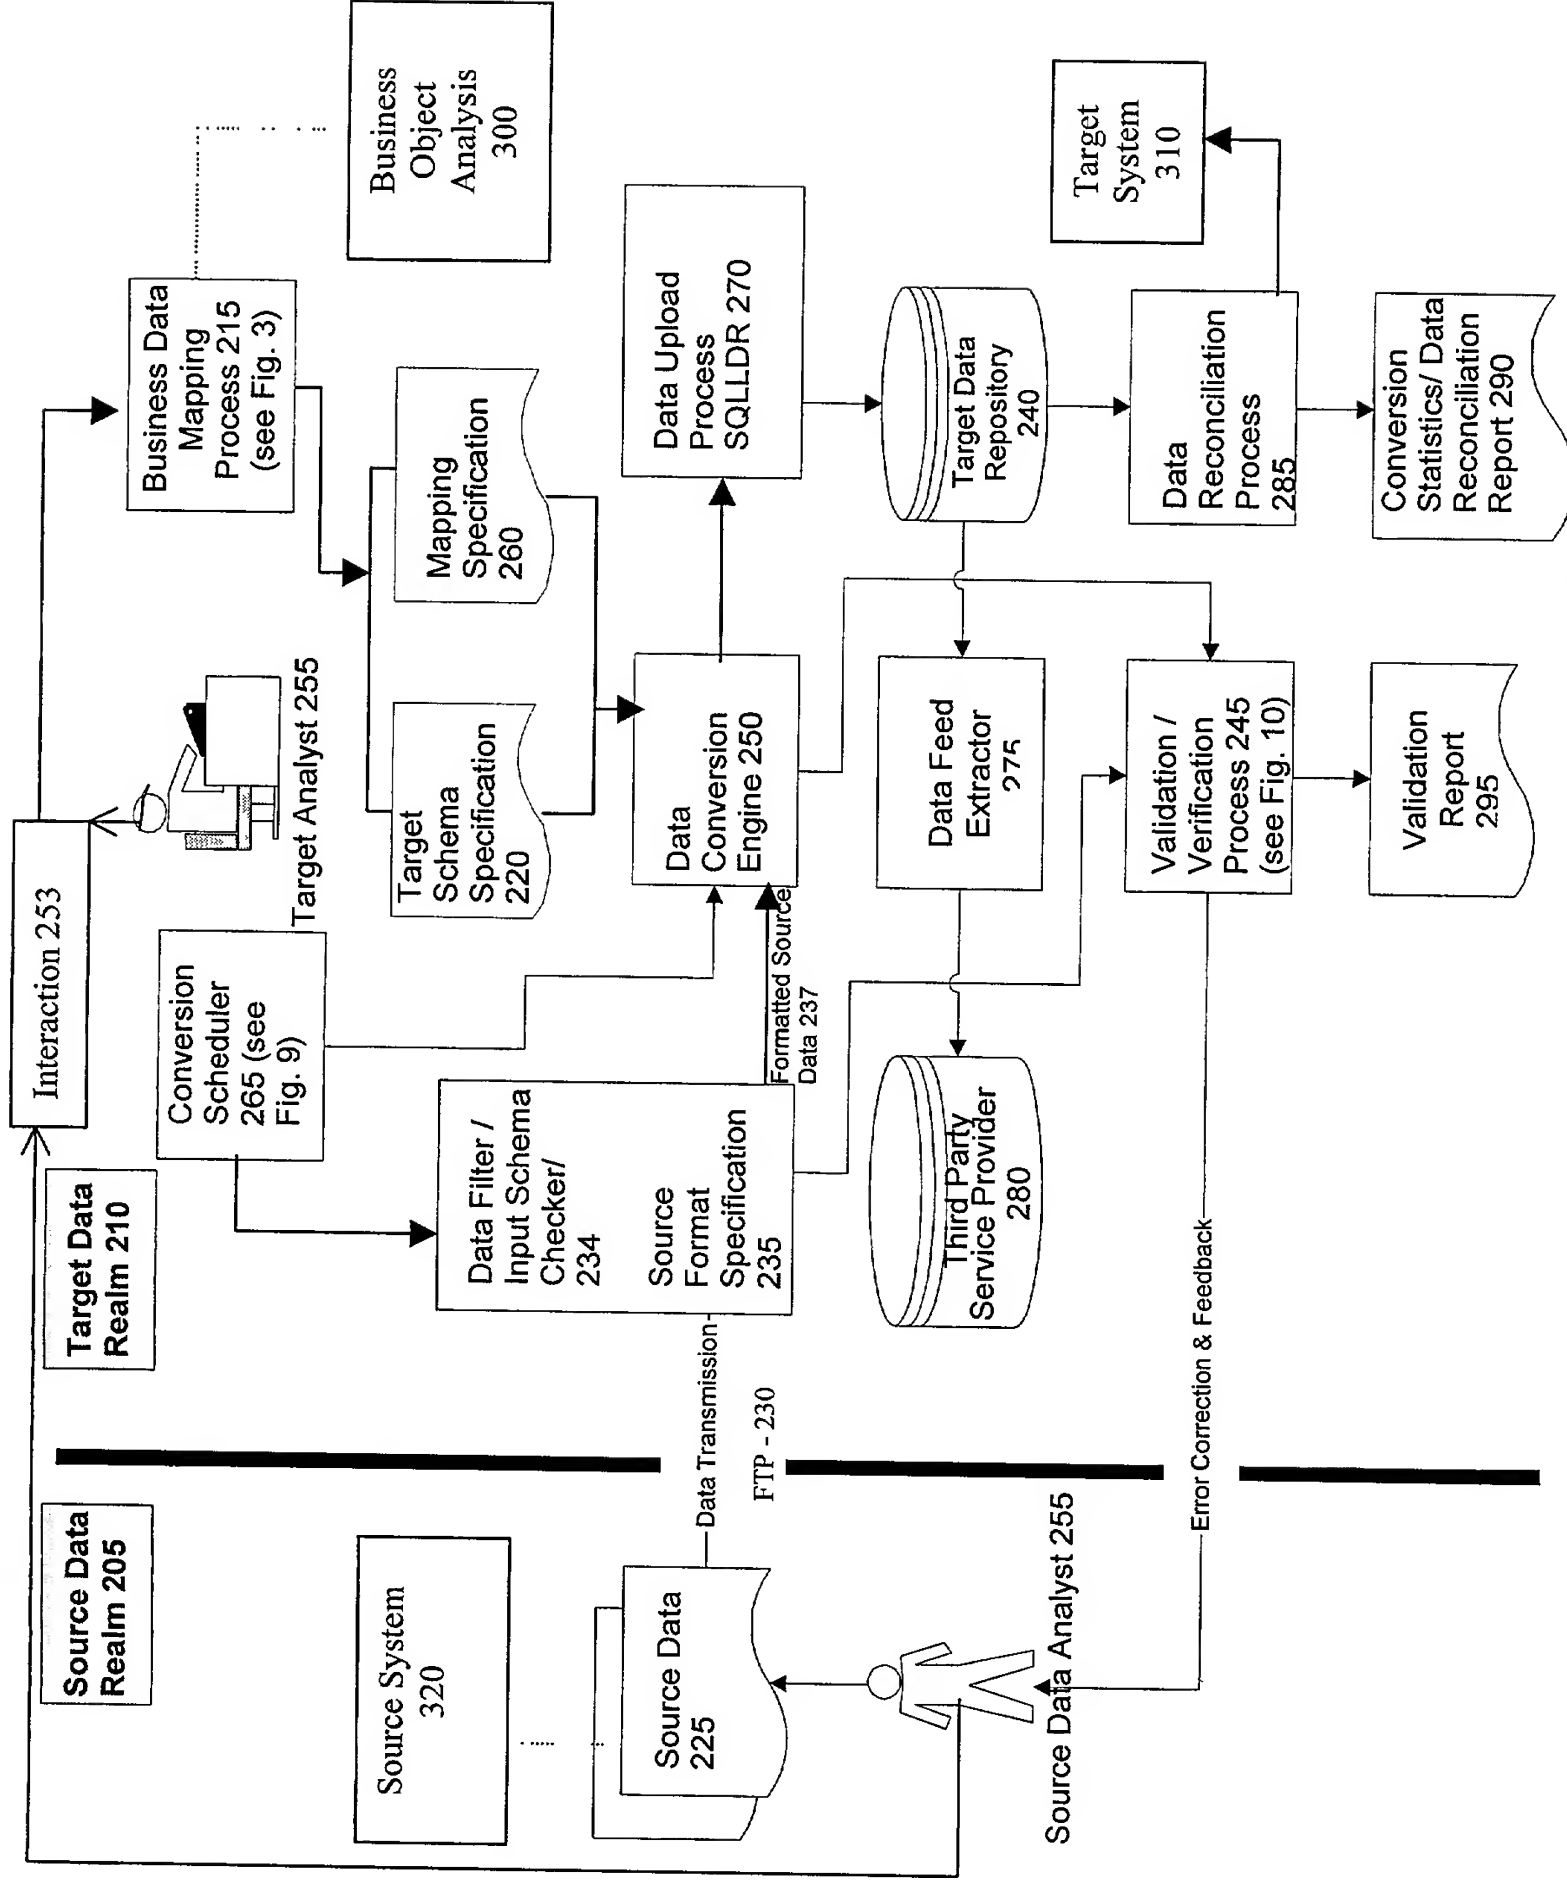 Source Data
Realm 205
Target Data
Realm 210
Interaction 253
Target Analyst 255
Business Data
Mapping
Process 215
(see Fig. 3)
Business
Object
Analysis
300
Conversion
Scheduler
265 (see
Fig. 9)
Source System
320
Data Filter /
Input Schema
Checker/
234
Source
Format
Specification
235
Target
Schema
Specification
220
Mapping
Specification
260
Source Data
225
Data Transmission
FTP - 230
Formatted Source
Data 237
Data
Conversion
Engine 250
Data Upload
Process
SQLLDR 270
Third Party
Service Provider
280
Data Feed
Extractor
275
Target Data
Repository
240
Target
System
310
Source Data Analyst 255
Error Correction & Feedback
Validation /
Verification
Process 245
(see Fig. 10)
Data
Reconciliation
Process
285
Validation
Report
295
Conversion
Statistics/ Data
Reconciliation
Report 290